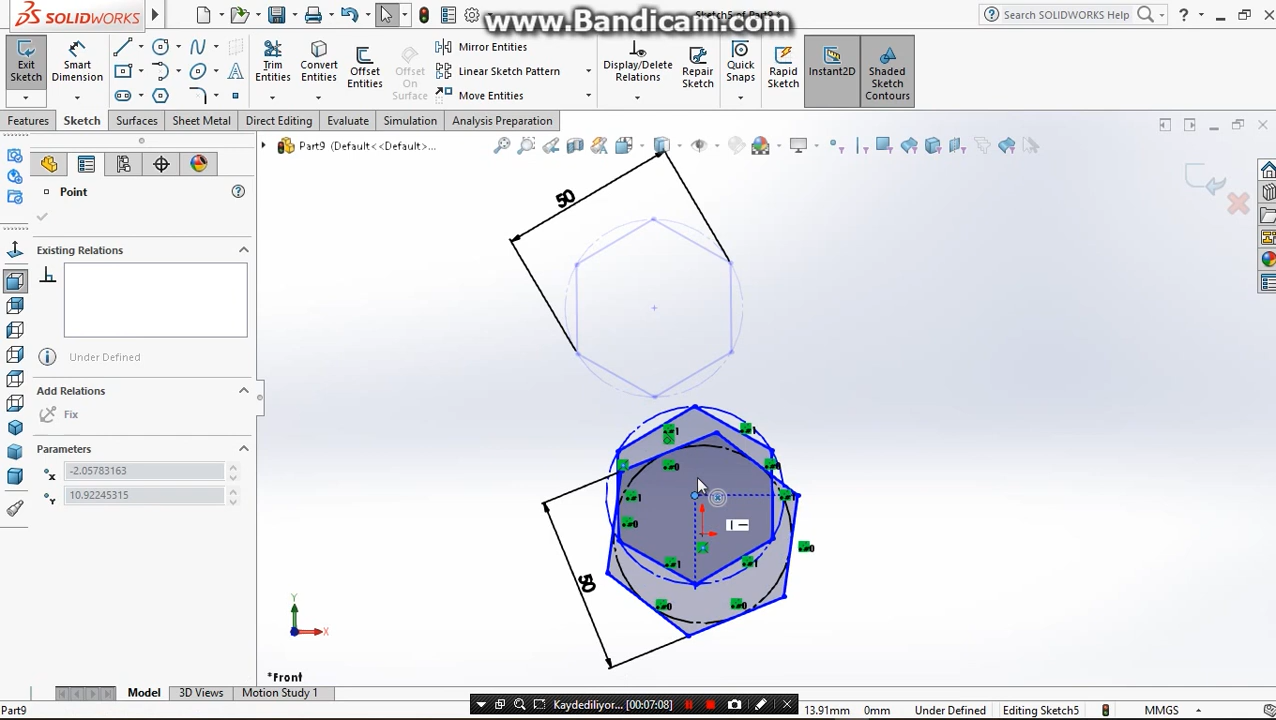 SOLIDWORKS
www.Bandicam.com
Sketch5 of Part9 *
Search SOLIDWORKS Help
?
Exit Sketch
Smart Dimension
Trim Entities
Convert Entities
Offset Entities
Offset On Surface
Mirror Entities
Linear Sketch Pattern
Move Entities
Display/Delete Relations
Repair Sketch
Quick Snaps
Rapid Sketch
Instant2D
Shaded Sketch Contours
Features
Sketch
Surfaces
Sheet Metal
Direct Editing
Evaluate
Simulation
Analysis Preparation
Part9 (Default<<Default>...
Point
Existing Relations
Under Defined
Add Relations
Fix
Parameters
x
-2.05783163
Y
10.92245315
50
50
Y
X
*Front
Model
3D Views
Motion Study 1
Part9
Kaydediliyor... [00:07:08]
13.91mm
0mm
Under Defined
Editing Sketch5
MMGS